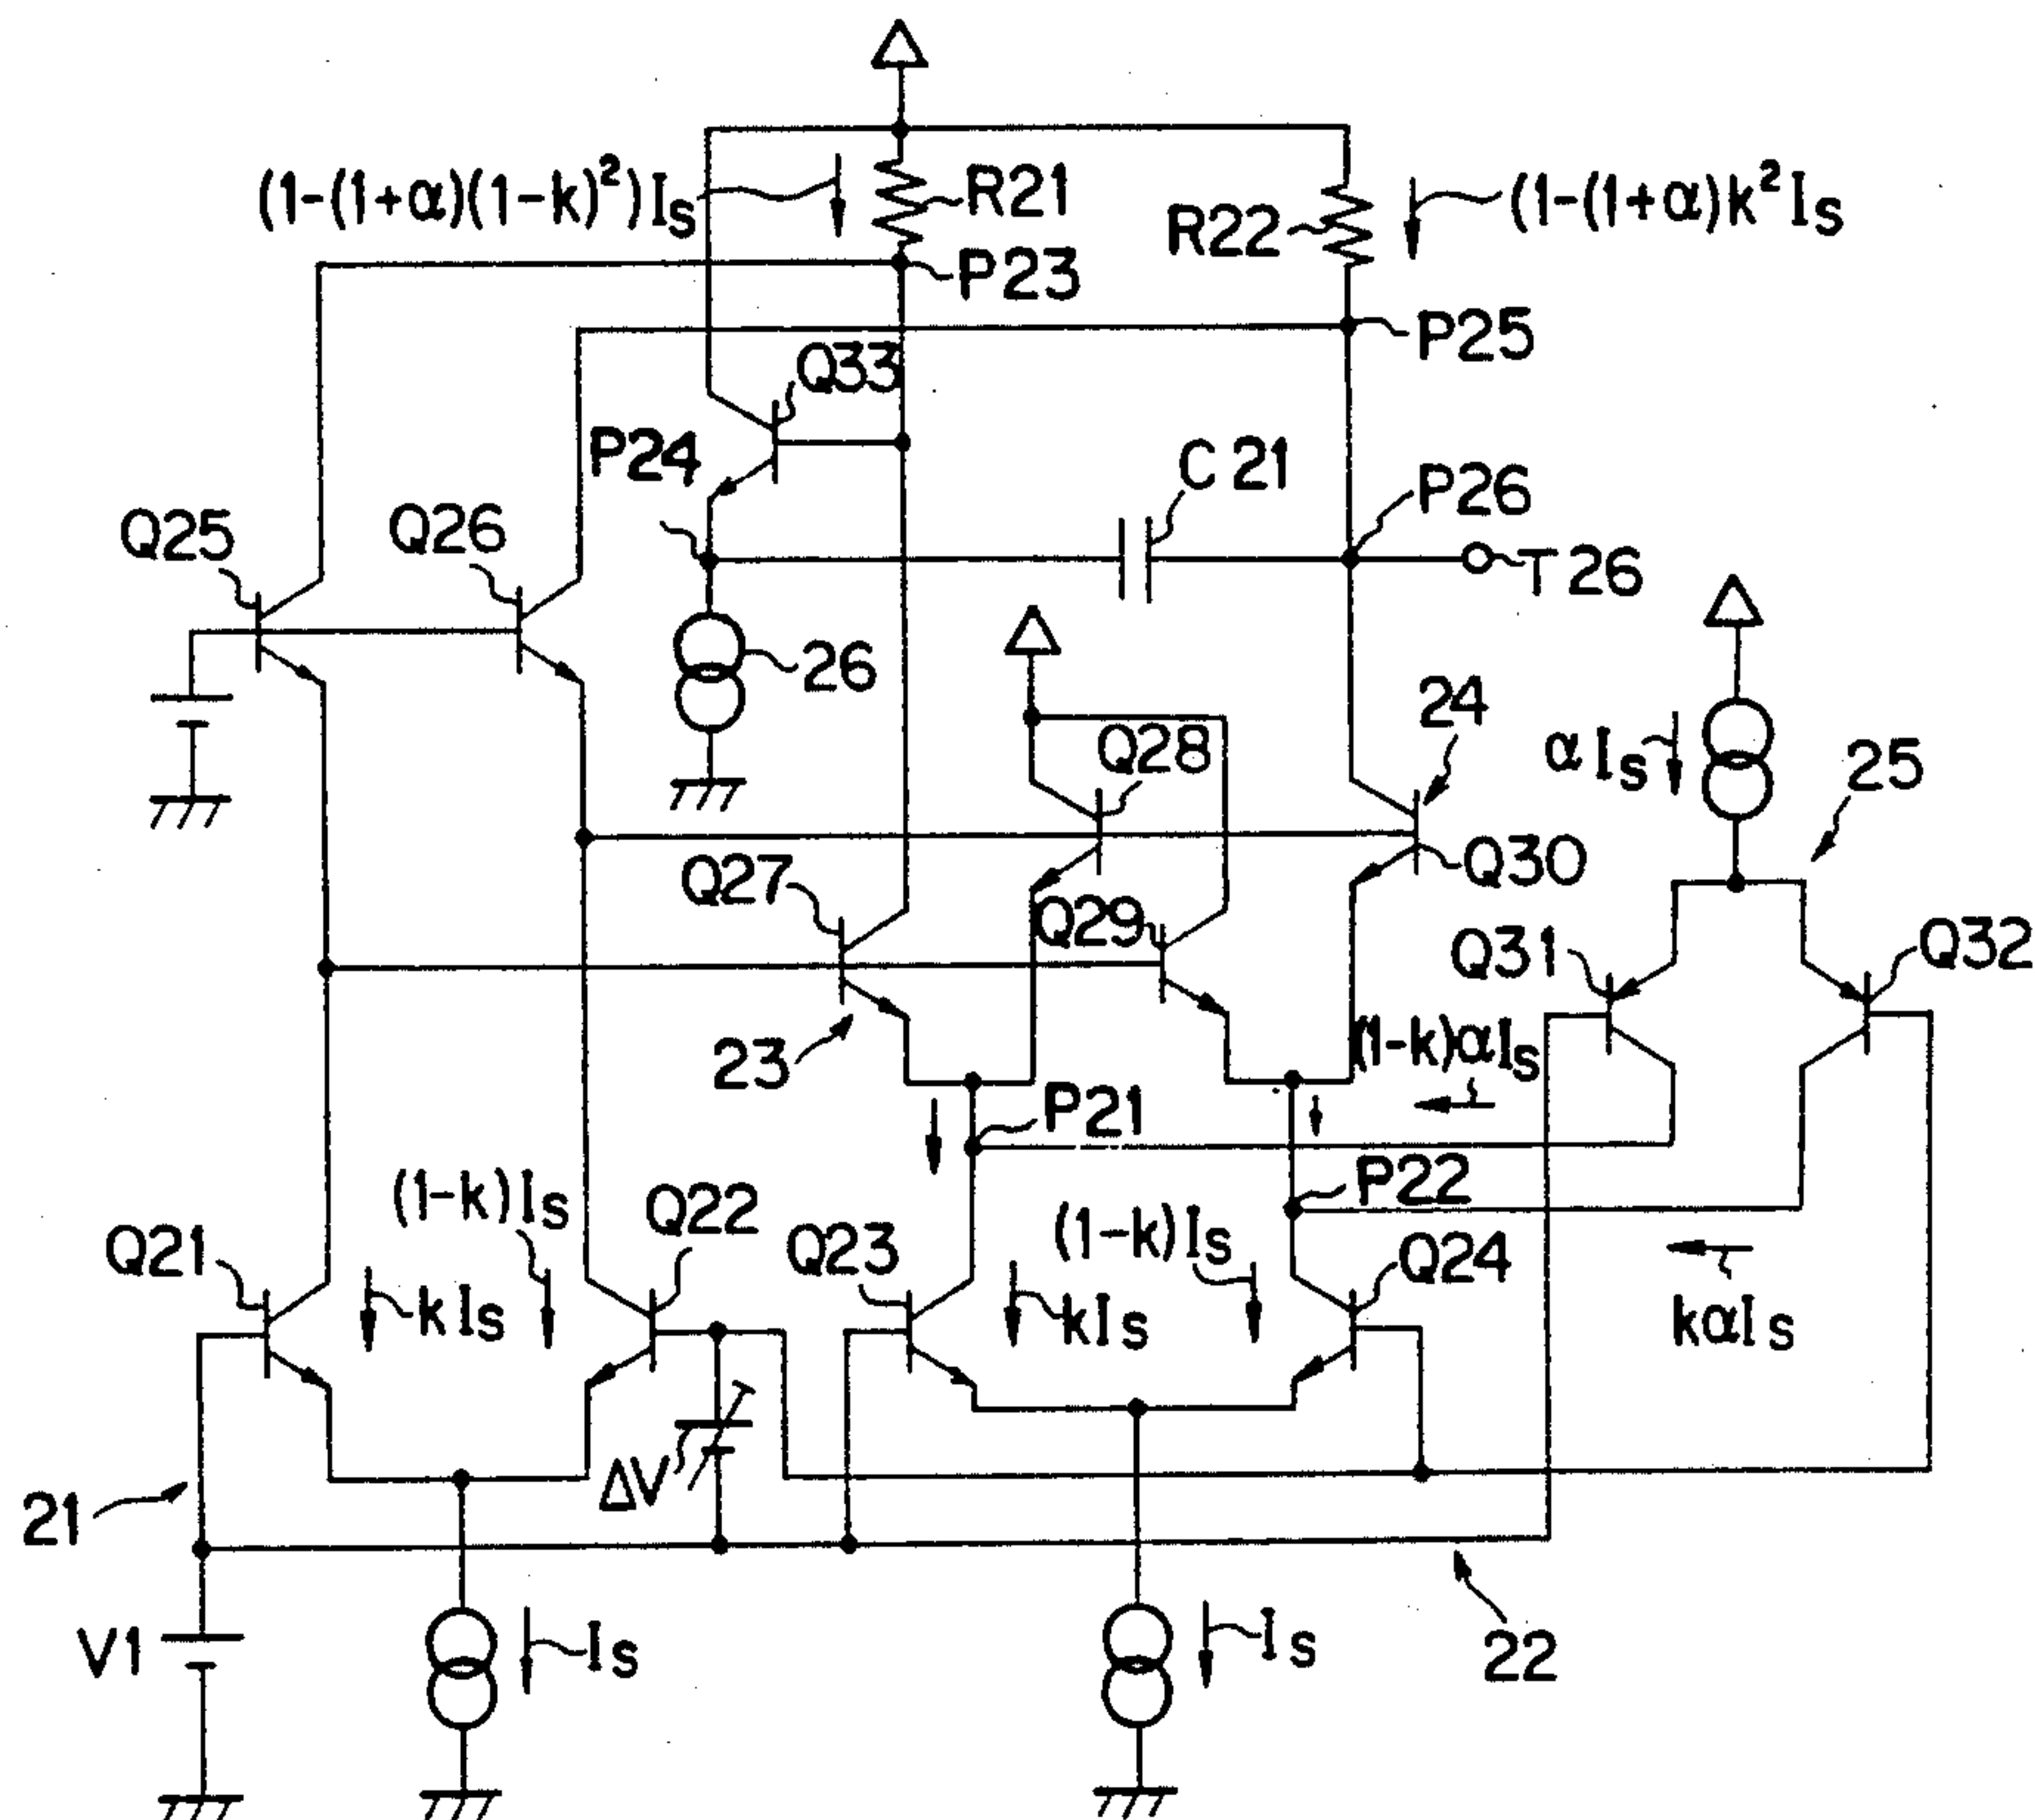 (1-(1+α)(1-k)²)Is
R21
R22
(1-(1+α)k²Is
P23
P25
Q33
P24
C21
P26
Q25
Q26
T26
26
24
Q28
αIs
25
Q27
Q30
Q29
Q31
Q32
23
(1-k)αIs
P21
P22
(1-k)Is
Q22
Q23
(1-k)Is
Q24
Q21
kIs
kIs
kαIs
ΔV
21
V1
Is
Is
22